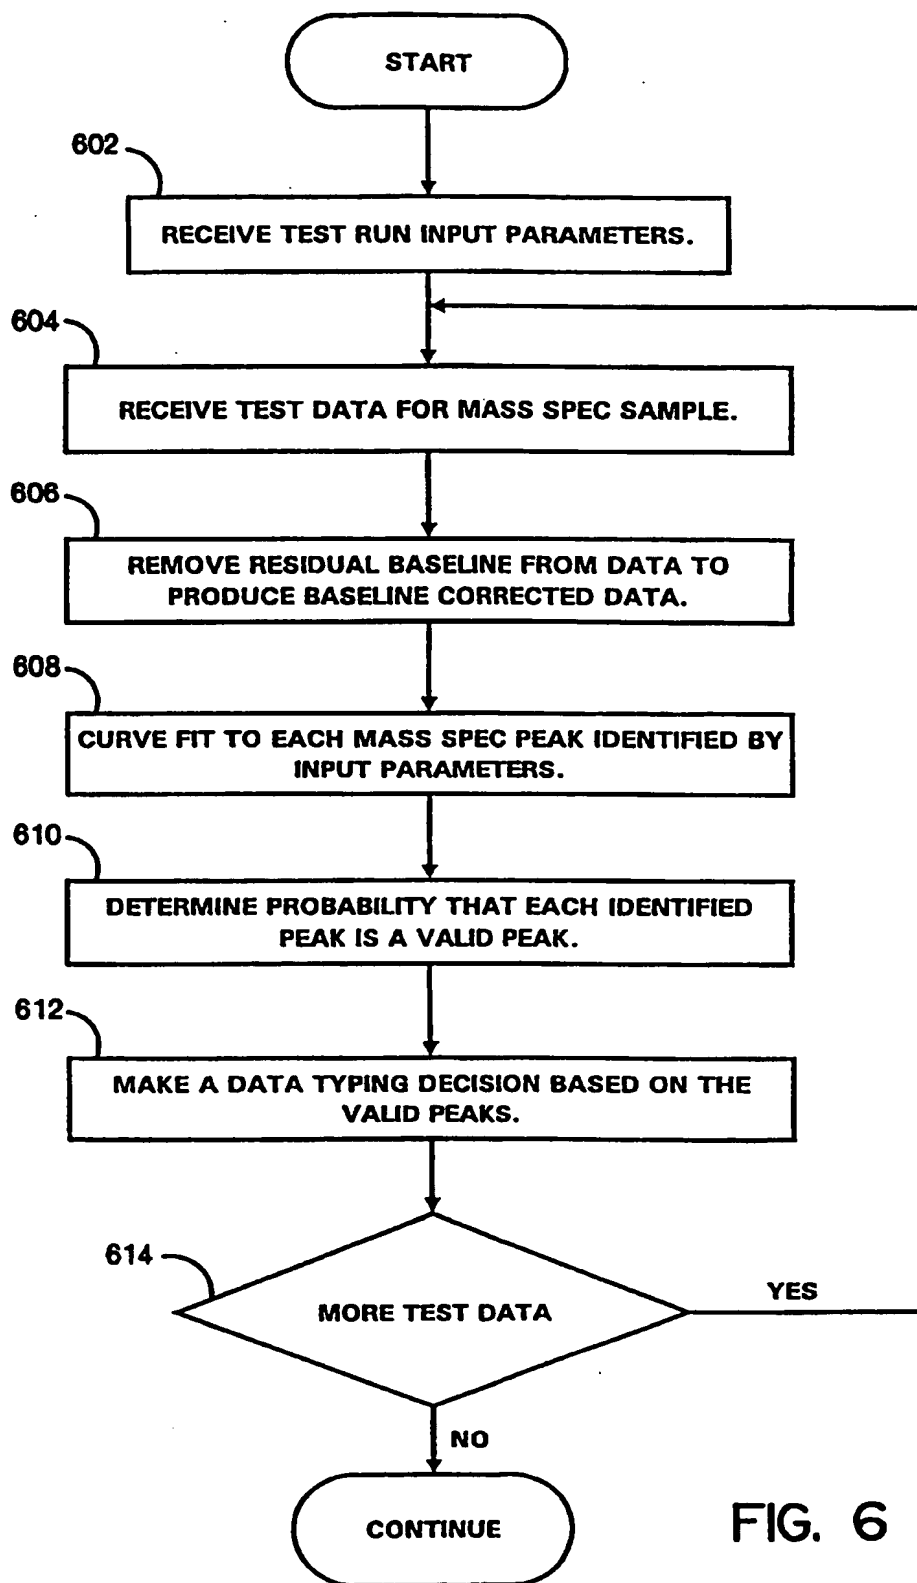 START
602
RECEIVE TEST RUN INPUT PARAMETERS.
604
RECEIVE TEST DATA FOR MASS SPEC SAMPLE.
606
REMOVE RESIDUAL BASELINE FROM DATA TO
PRODUCE BASELINE CORRECTED DATA.
608
CURVE FIT TO EACH MASS SPEC PEAK IDENTIFIED BY
INPUT PARAMETERS.
610
DETERMINE PROBABILITY THAT EACH IDENTIFIED
PEAK IS A VALID PEAK.
612
MAKE A DATA TYPING DECISION BASED ON THE
VALID PEAKS.
614
MORE TEST DATA
YES
NO
CONTINUE
FIG. 6